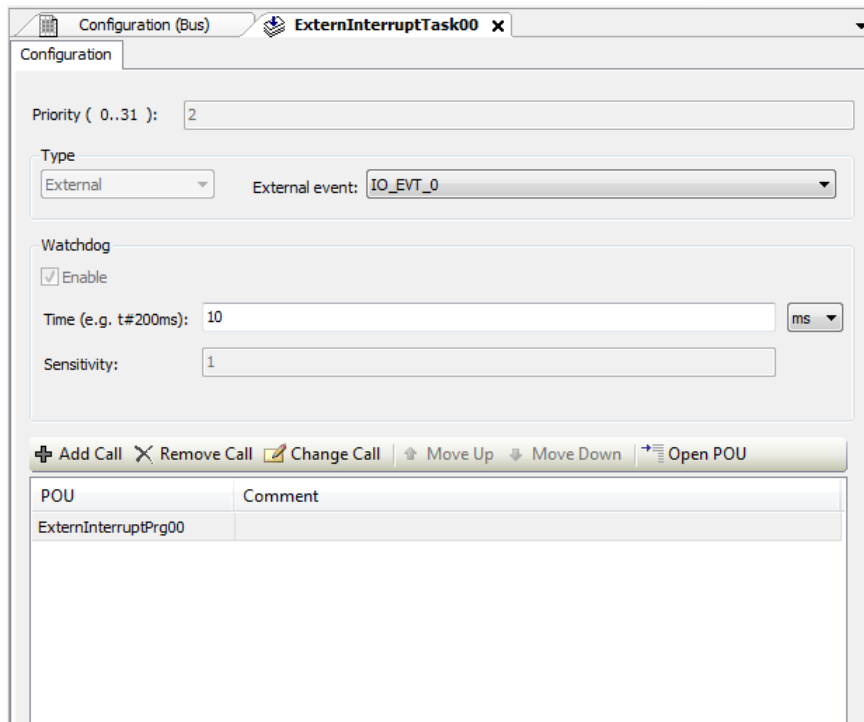 Configuration (Bus) ExternInterruptTask00
Configuration
Priority ( 0..31 ): 2
Type
External External event: IO_EVT_0
Watchdog
Enable
Time (e.g. t#200ms): 10 ms
Sensitivity: 1
Add Call Remove Call Change Call Move Up Move Down Open POU
POU Comment
ExternInterruptPrg00